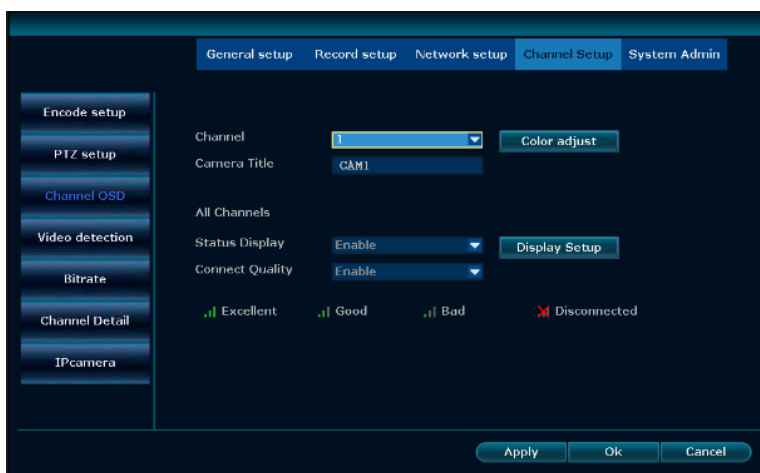 General setup Record setup Network setup Channel Setup System Admin
Encode setup
PTZ setup
Channel OSD
Video detection
Bitrate
Channel Detail
IPcamera
Channel 1 Color adjust
Camera Title CAM1
All Channels
Status Display Enable Display Setup
Connect Quality Enable
Excellent Good Bad Disconnected
Apply Ok Cancel